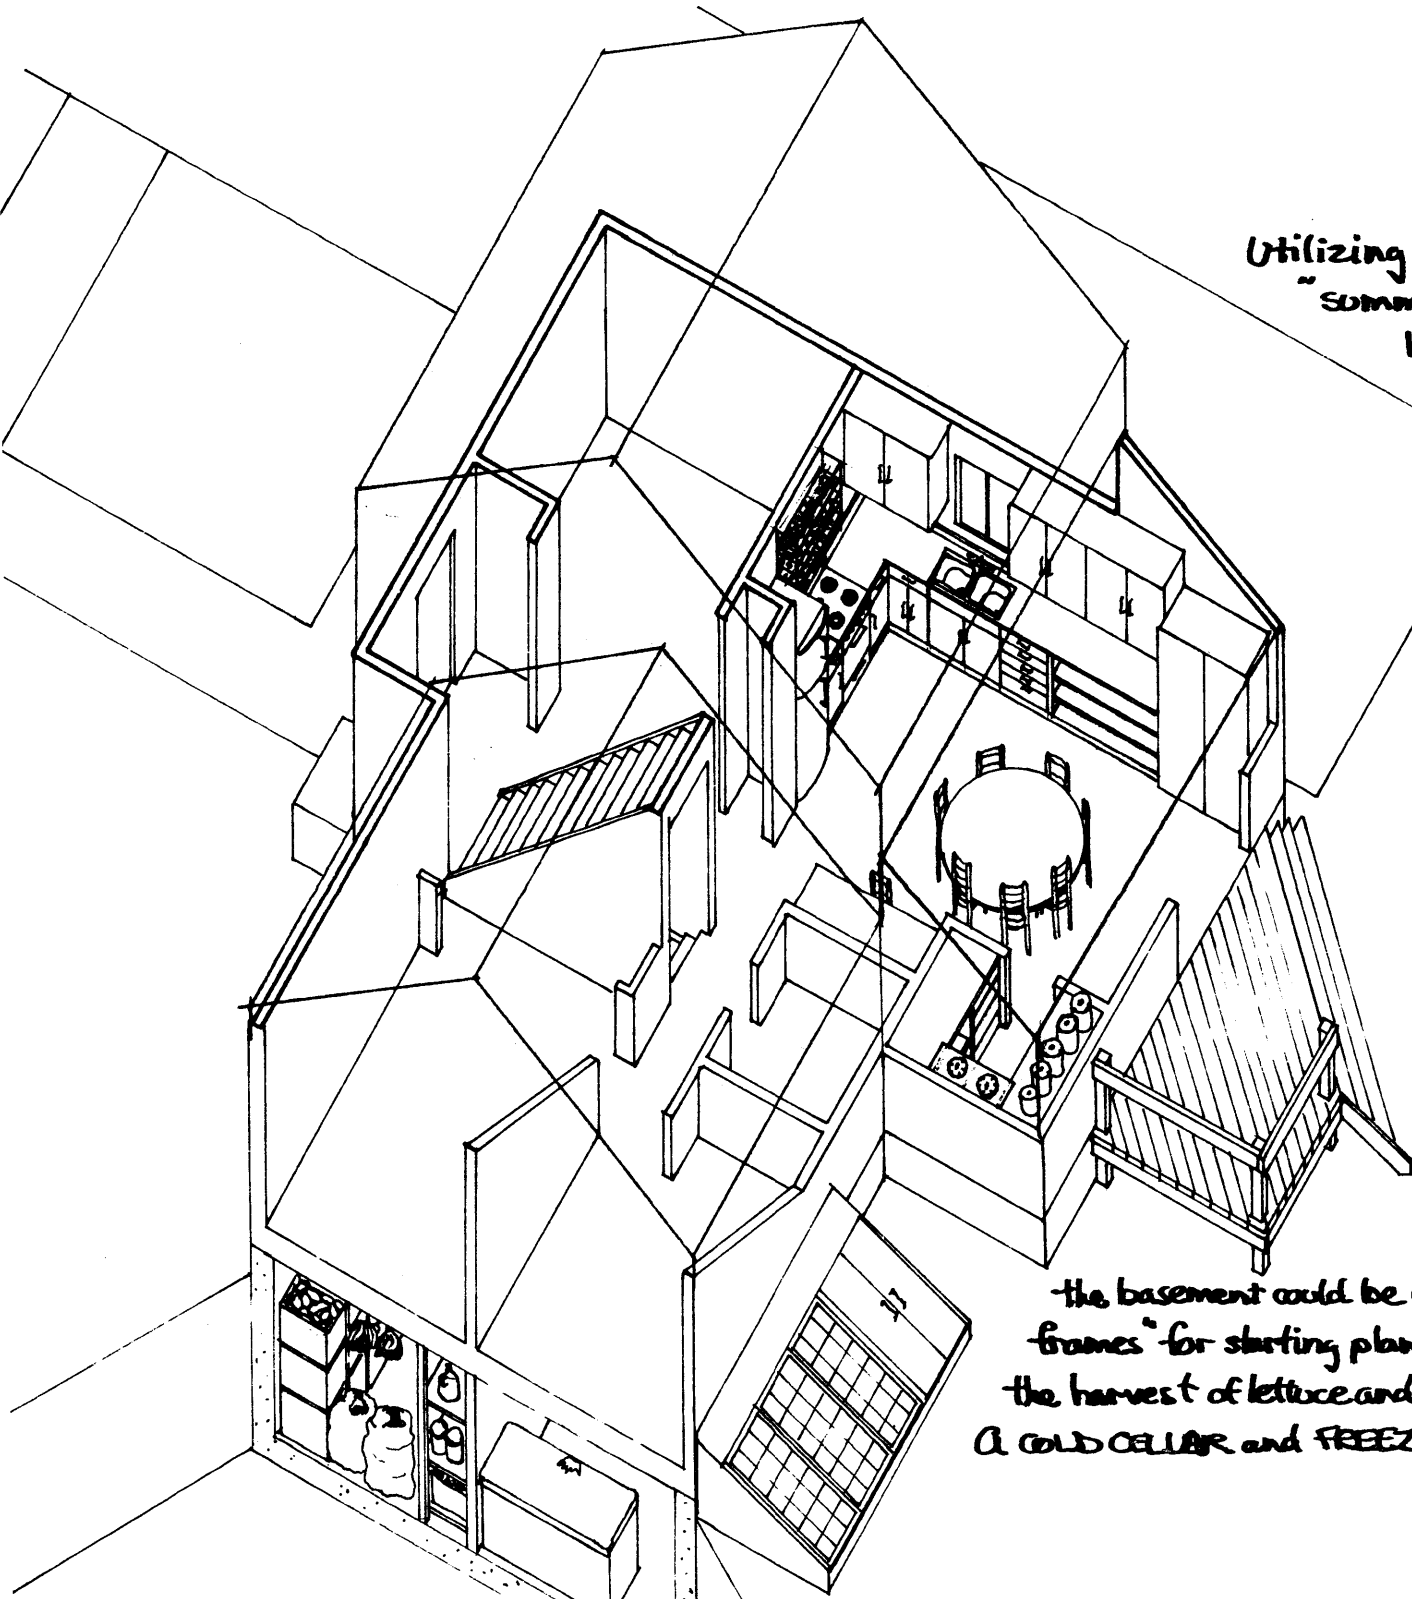 Utilizing
"summ
the basement could be
frames" for starting plan
the harvest of lettuce and
A COLD CELLAR and FREEZ